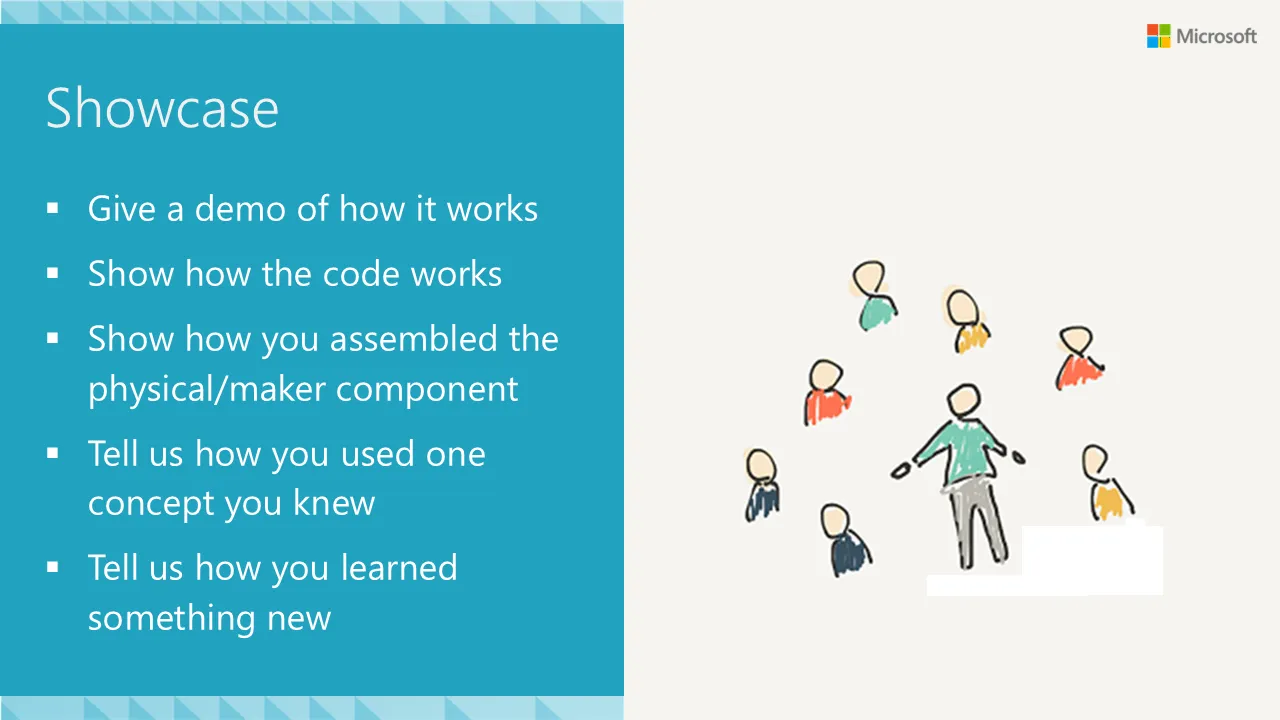 Microsoft
Showcase
▪ Give a demo of how it works
▪ Show how the code works
▪ Show how you assembled the
physical/maker component
▪ Tell us how you used one
concept you knew
▪ Tell us how you learned
something new